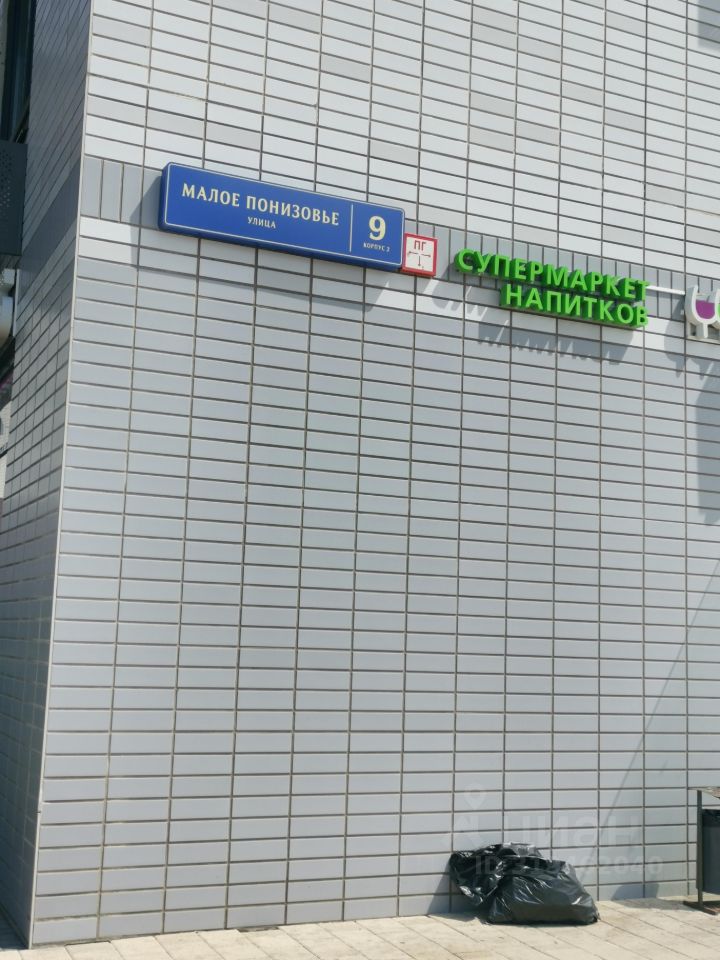 МАЛОЕ ПОНИЗОВЬЕ
УЛИЦА
9
КОРПУС 2
ПГ
СУПЕРМАРКЕТ
НАПИТКОВ
циан